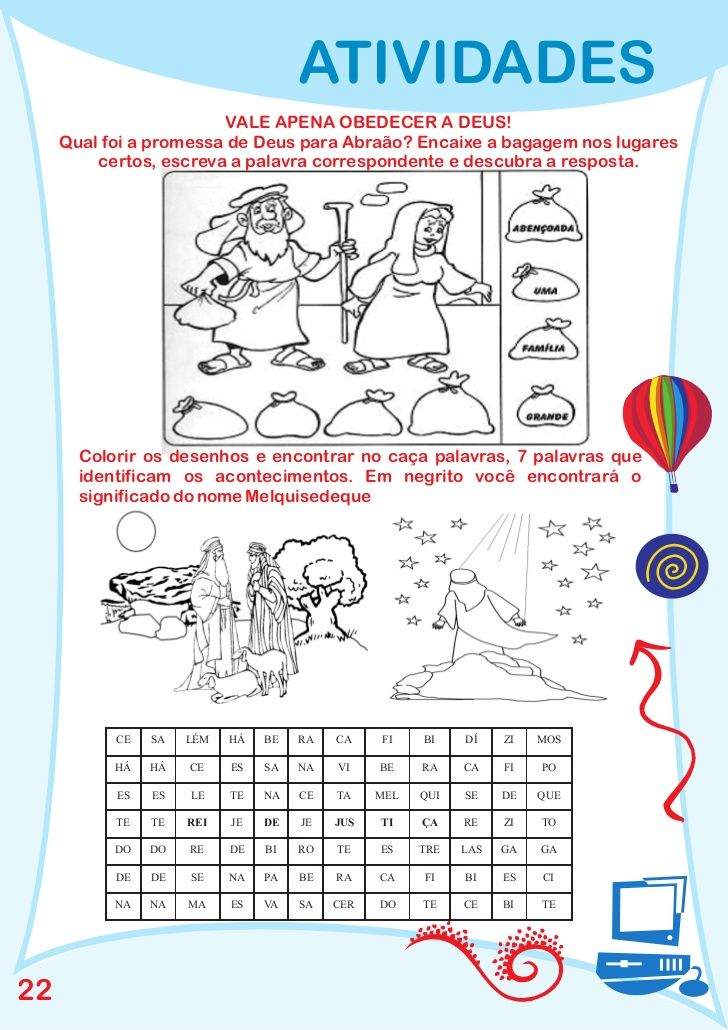 ATIVIDADES
VALE APENA OBEDECER A DEUS!
Qual foi a promessa de Deus para Abraão? Encaixe a bagagem nos lugares
certos, escreva a palavra correspondente e descubra a resposta.
ABENÇOADA
UMA
FAMÍLIA
GRANDE
Colorir os desenhos e encontrar no caça palavras, 7 palavras que
identificam os acontecimentos. Em negrito você encontrará o
significado do nome Melquisedeque
CE SA LÉM HÁ BE RA CA FI BI DÍ ZI MOS
HÁ HÁ CE ES SA NA VI BE RA CA FI PO
ES ES LE TE NA CE TA MEL QUI SE DE QUE
TE TE REI JE DE JE JUS TI ÇA RE ZI TO
DO DO RE DE BI RO TE ES TRE LAS GA GA
DE DE SE NA PA BE RA CA FI BI ES CI
NA NA MA ES VA SA CER DO TE CE BI TE
22